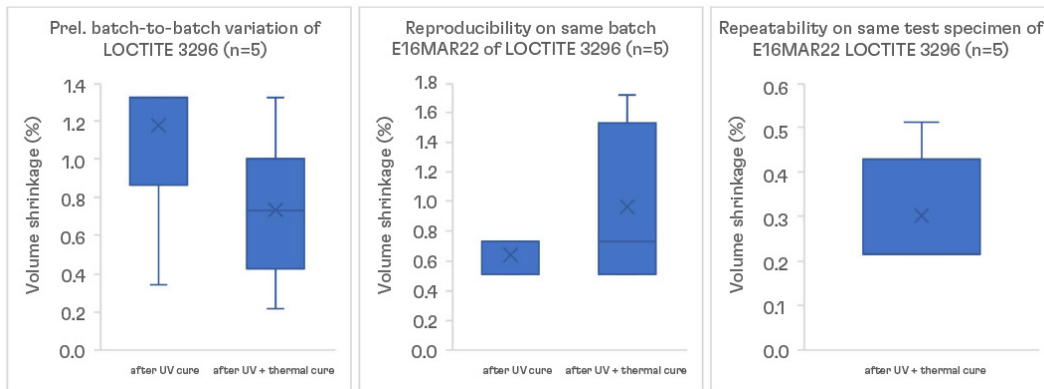 Prel. batch-to-batch variation of
LOCTITE 3296 (n=5)
Volume shrinkage (%)
1.4
1.2
1.0
0.8
0.6
0.4
0.2
0.0
after UV cure
after UV + thermal cure
Reproducibility on same batch
E16MAR22 of LOCTITE 3296 (n=5)
Volume shrinkage (%)
1.8
1.6
1.4
1.2
1.0
0.8
0.6
0.4
0.2
0.0
after UV cure
after UV + thermal cure
Repeatability on same test specimen of
E16MAR22 LOCTITE 3296 (n=5)
Volume shrinkage (%)
0.6
0.5
0.4
0.3
0.2
0.1
0.0
after UV + thermal cure